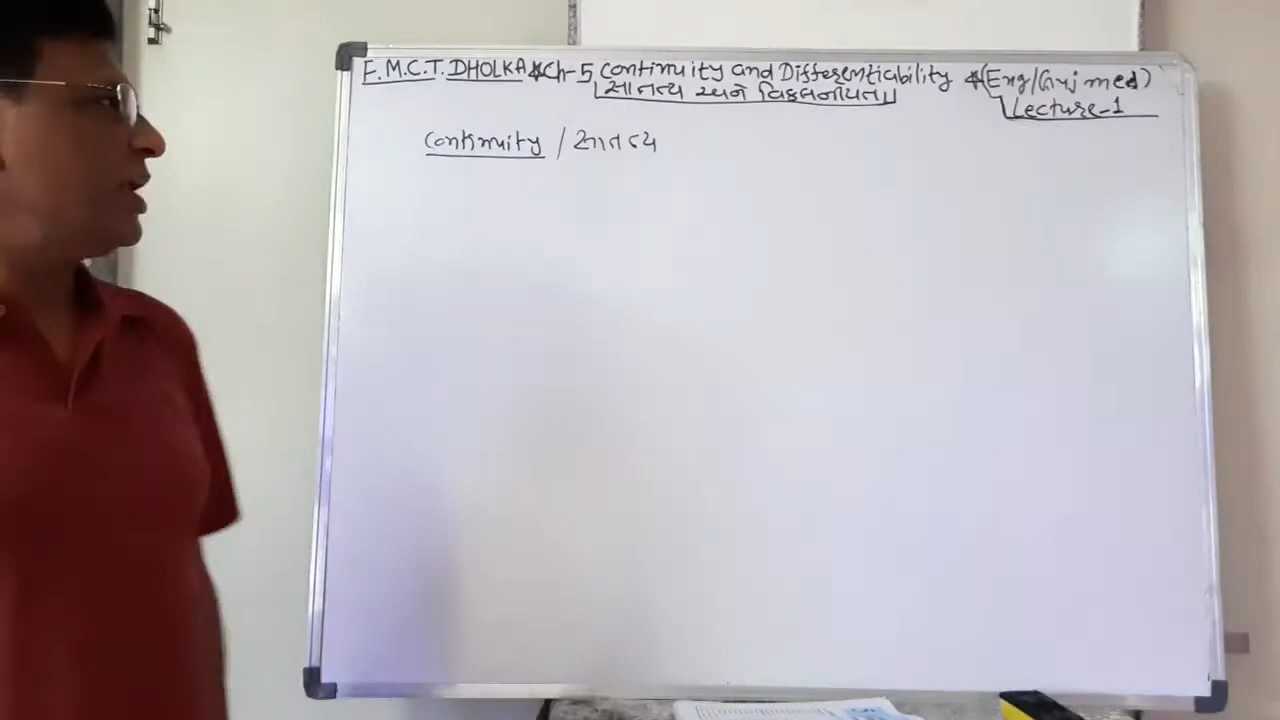 F.M.C.T. DHOLKA * Ch-5 Continuity and Differentiability * (Eng/Guj med)
સાતત્ય અને વિકલનીયતા
Lecture-1
Continuity / સાતત્ય